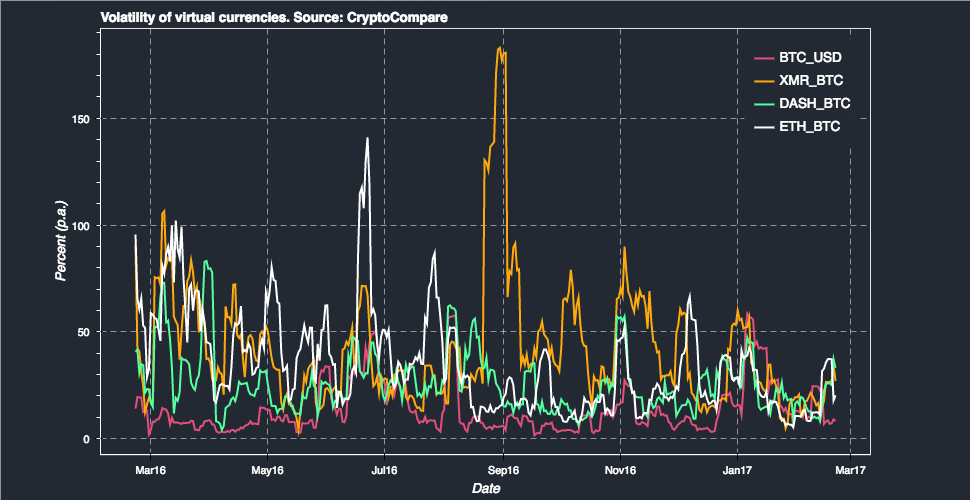 Volatility of virtual currencies. Source: CryptoCompare
BTC_USD
XMR_BTC
DASH_BTC
ETH_BTC
Percent (p.a.)
150
100
50
0
Mar16
May16
Jul16
Sep16
Nov16
Jan17
Mar17
Date